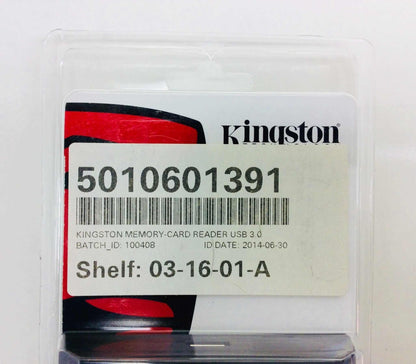 Kingston
5010601391
KINGSTON MEMORY-CARD READER USB 3.0
BATCH_ID: 100408 ID DATE: 2014-06-30
Shelf: 03-16-01-A